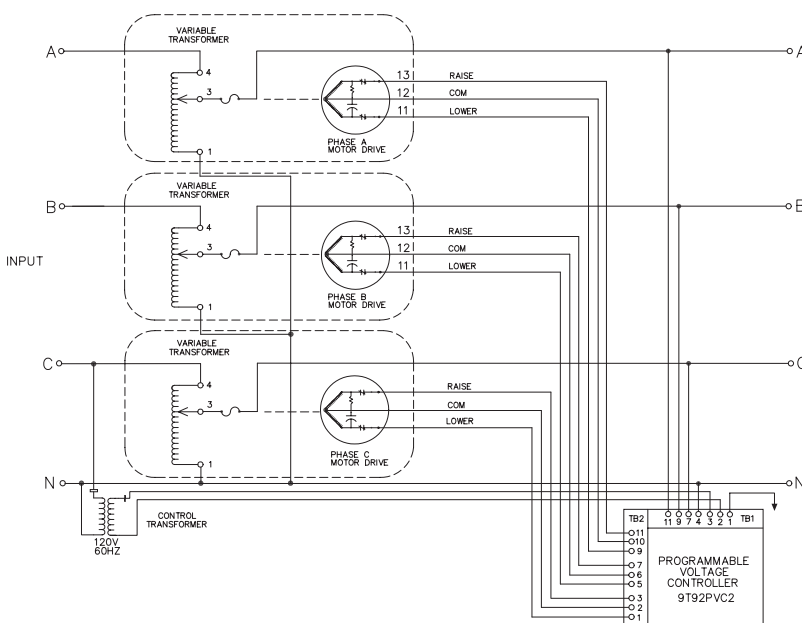 VARIABLE
TRANSFORMER
A
A
4
3
1
13
RAISE
12
COM
11
LOWER
PHASE A
MOTOR DRIVE
VARIABLE
TRANSFORMER
B
B
4
3
1
13
RAISE
12
COM
11
LOWER
PHASE B
MOTOR DRIVE
INPUT
VARIABLE
TRANSFORMER
C
C
4
3
1
RAISE
COM
LOWER
PHASE C
MOTOR DRIVE
N
N
CONTROL
TRANSFORMER
120V
60HZ
TB2
11 9 7 4 3 2 1
TB1
11
10
9
7
6
5
3
2
1
PROGRAMMABLE
VOLTAGE
CONTROLLER
9T92PVC2